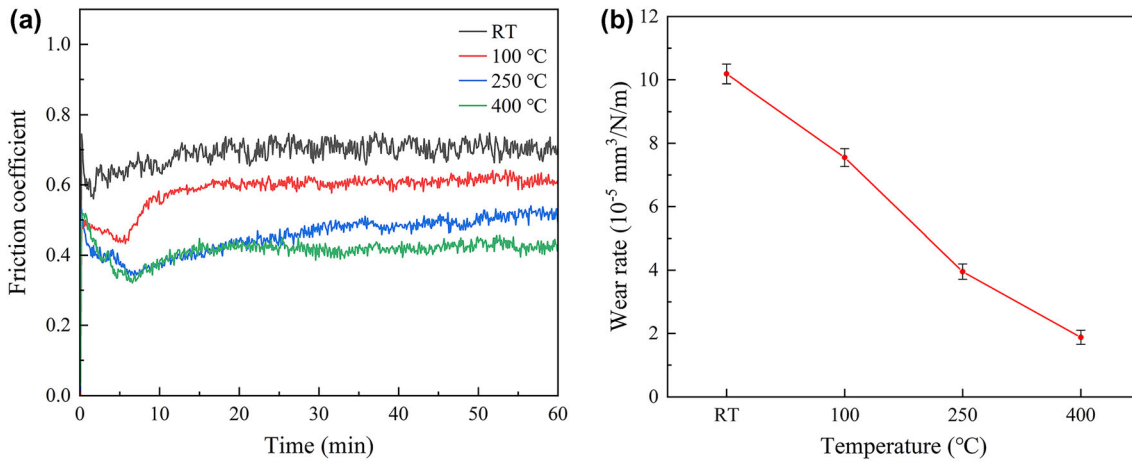 (a)
RT
100 °C
250 °C
400 °C
Friction coefficient
1.0
0.8
0.6
0.4
0.2
0.0
0 10 20 30 40 50 60
Time (min)
(b)
Wear rate (10⁻⁵ mm³/N/m)
12
10
8
6
4
2
0
RT 100 250 400
Temperature (°C)